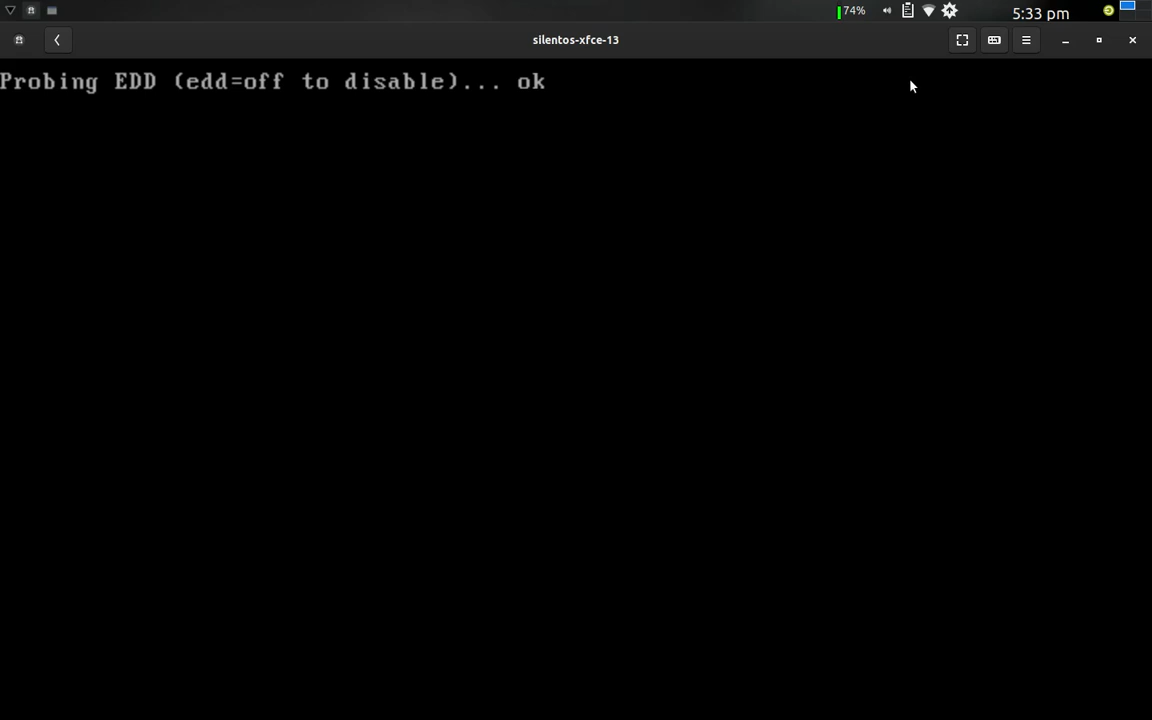 74%
5:33 pm
silentos-xfce-13
Probing EDD (edd=off to disable)... ok